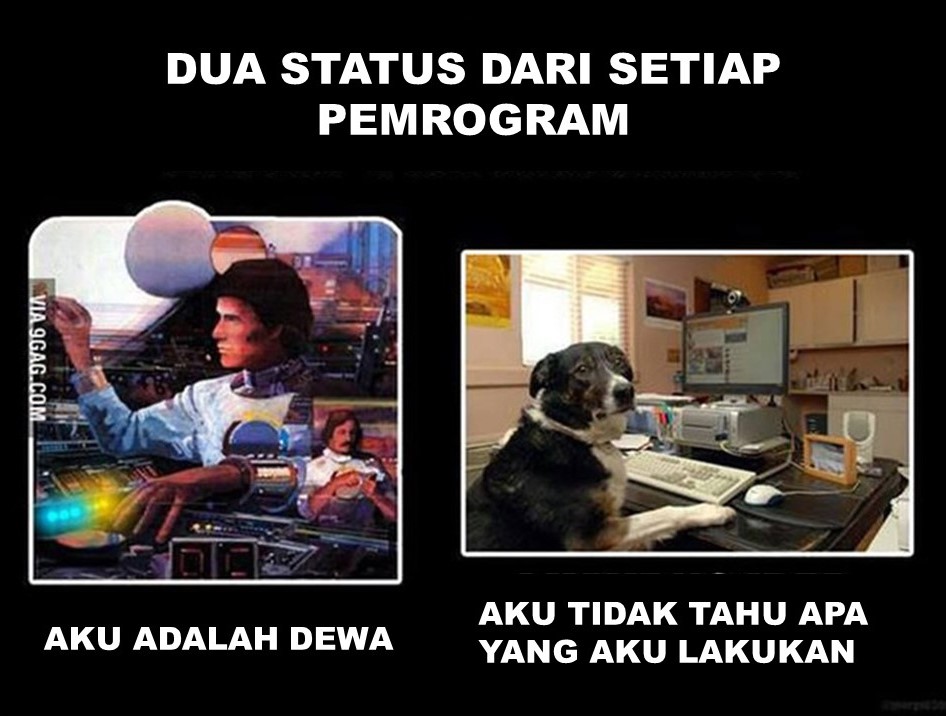 DUA STATUS DARI SETIAP
PEMROGRAM
VIA 9GAG.COM
AKU ADALAH DEWA
AKU TIDAK TAHU APA
YANG AKU LAKUKAN